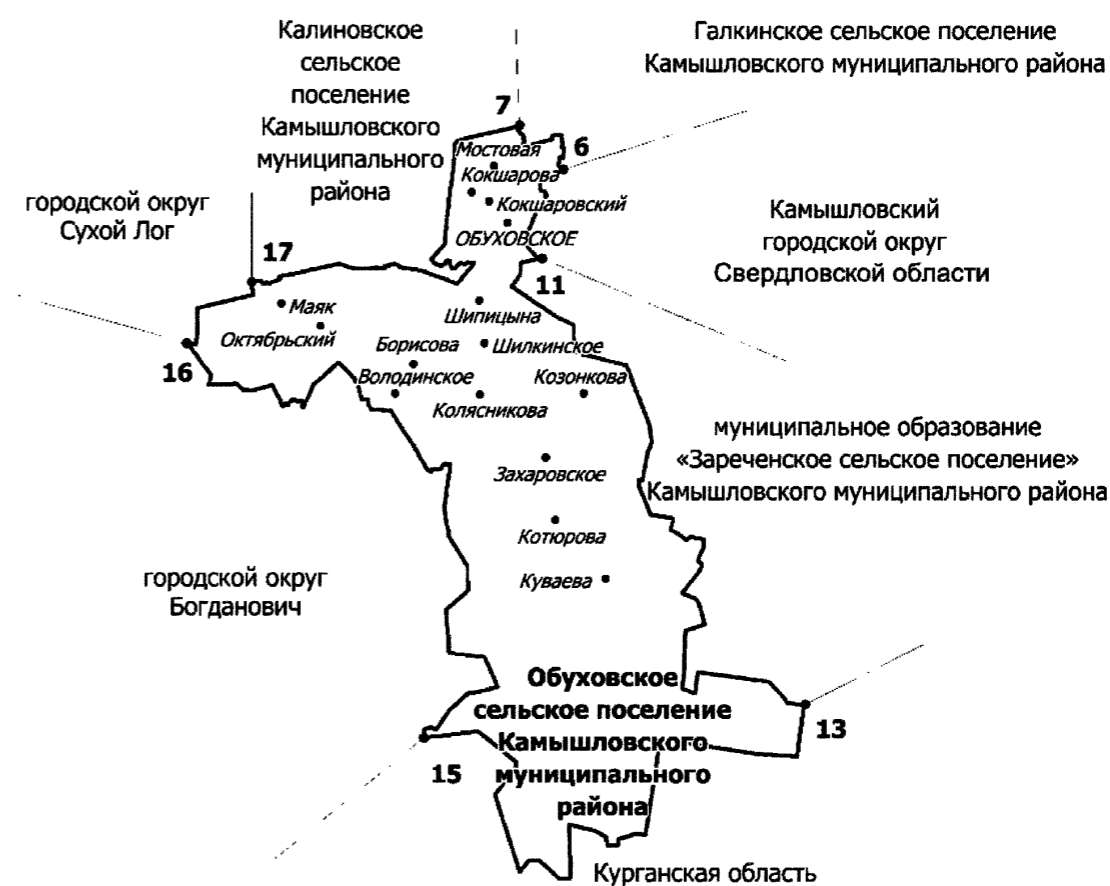 Калиновское
сельское
поселение
Камышловского
муниципального
района
Галкинское сельское поселение
Камышловского муниципального района
7
6
Мостовая
Кокшарова
Кокшаровский
ОБУХОВСКОЕ
городской округ
Сухой Лог
17
Камышловский
городской округ
Свердловской области
11
Маяк
Октябрьский
Шипицына
16
Борисова
Шилкинское
Володинское
Козонкова
Колясникова
муниципальное образование
«Зареченское сельское поселение»
Камышловского муниципального района
Захаровское
Котюрова
Куваева
городской округ
Богданович
Обуховское
сельское поселение
Камышловского
муниципального
района
13
15
Курганская область